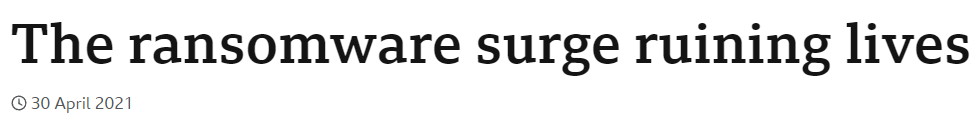 The ransomware surge ruining lives
30 April 2021